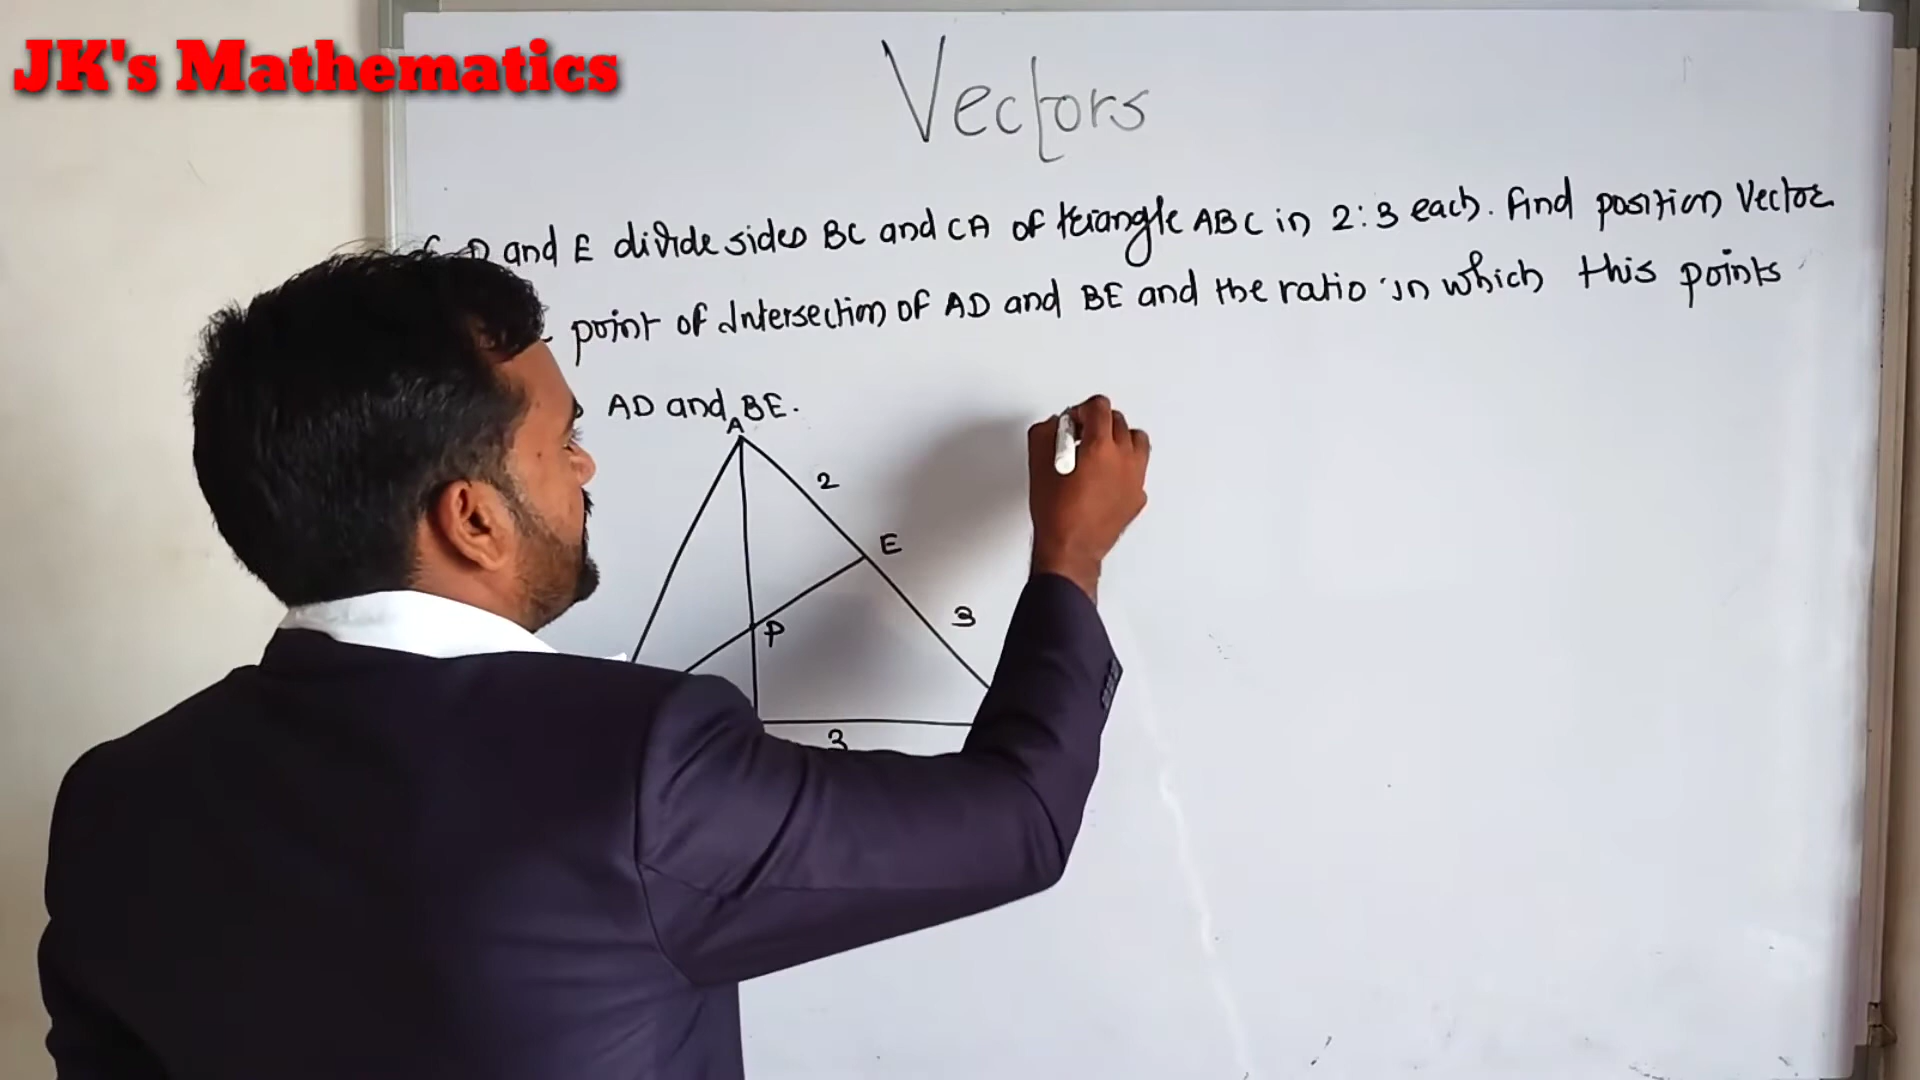 JK's Mathematics
Vectors
D and E divide sides BC and CA of triangle ABC in 2:3 each. Find position Vector
point of Intersection of AD and BE and the ratio in which this points
AD and BE.
A
2
E
3
P
3